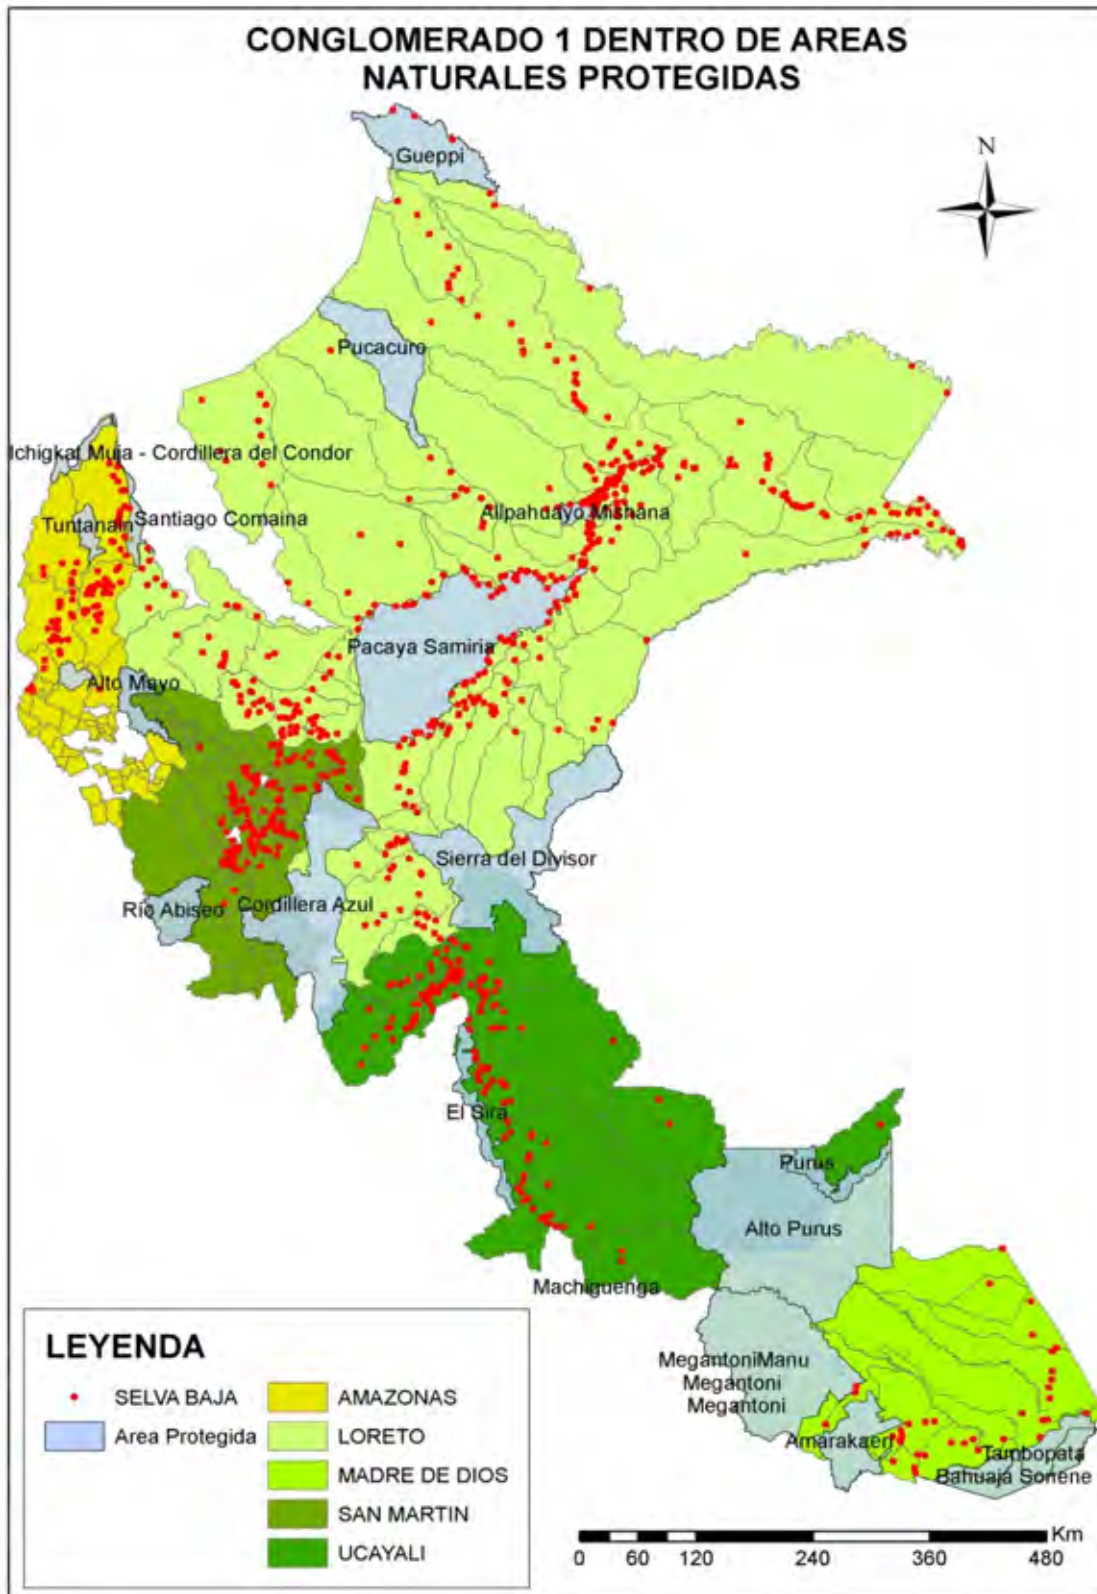 CONGLOMERADO 1 DENTRO DE AREAS
NATURALES PROTEGIDAS
N
Gueppi
Pucacuro
Ichigkat Muja - Cordillera del Condor
Tuntanain
Santiago Comaina
Allpahuayo Mishana
Pacaya Samiria
Alto Mayo
Sierra del Divisor
Río Abiseo
Cordillera Azul
El Sira
Purus
Alto Purus
Machiguenga
MegantoniManu
Megantoni
Megantoni
Amarakaeri
Tambopata
Bahuaja Sonene
LEYENDA
SELVA BAJA
Area Protegida
AMAZONAS
LORETO
MADRE DE DIOS
SAN MARTIN
UCAYALI
Km
0 60 120 240 360 480